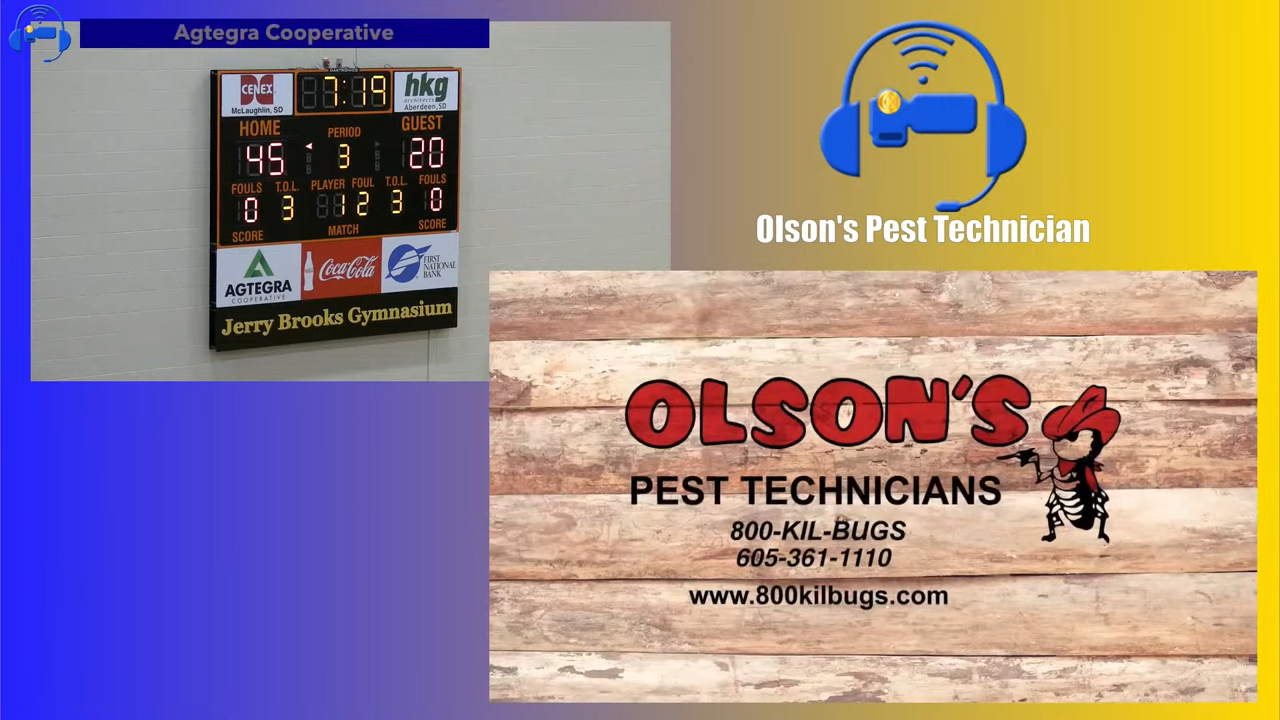 Agtegra Cooperative
DAKTRONICS
CENEX
McLaughlin, SD
7:19
hkg
architects
Aberdeen, SD
HOME
PERIOD
GUEST
45
3
20
FOULS
T.O.L.
PLAYER
FOUL
T.O.L.
FOULS
0
3
12
3
0
SCORE
MATCH
SCORE
AGTEGRA
COOPERATIVE
Coca-Cola
FIRST
NATIONAL
BANK
Jerry Brooks Gymnasium
Olson's Pest Technician
OLSON'S
PEST TECHNICIANS
800-KIL-BUGS
605-361-1110
www.800kilbugs.com